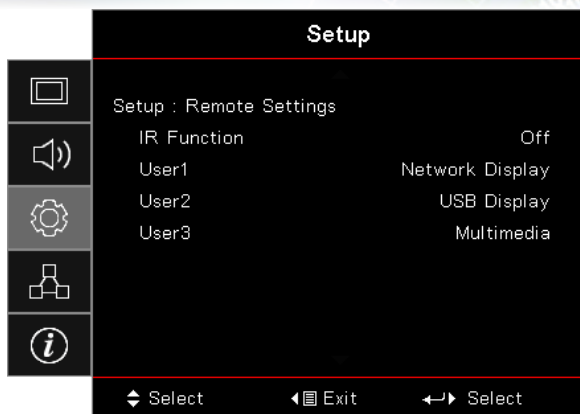 Setup
Setup : Remote Settings
IR Function Off
User1 Network Display
User2 USB Display
User3 Multimedia
Select Exit Select